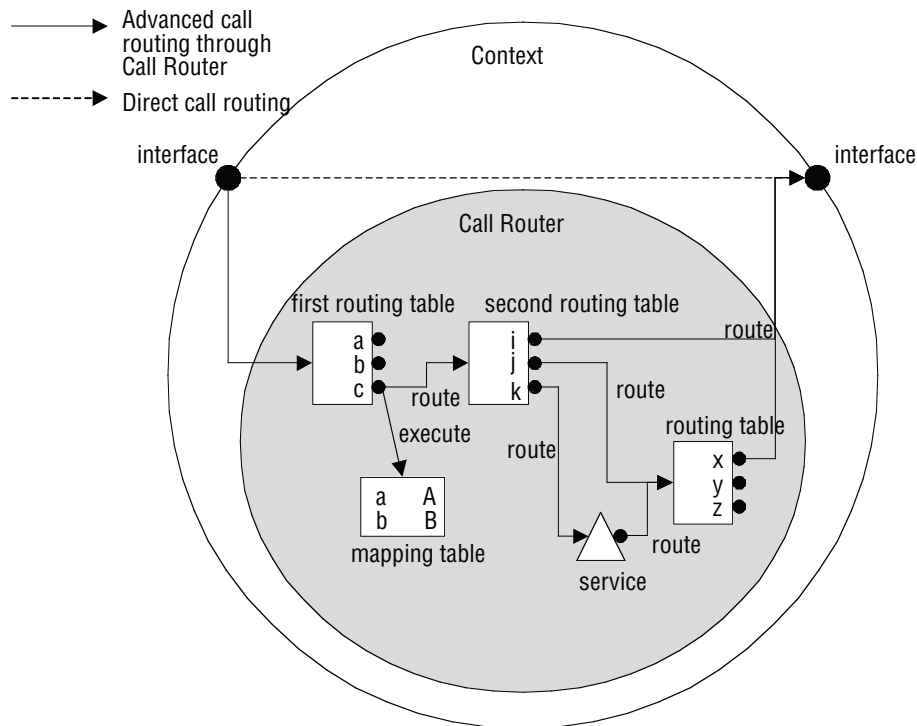 Advanced call
routing through
Call Router
Direct call routing
Context
interface
interface
Call Router
first routing table
second routing table
a
b
c
i
j
k
route
route
route
execute
route
routing table
x
y
z
a A
b B
mapping table
route
service